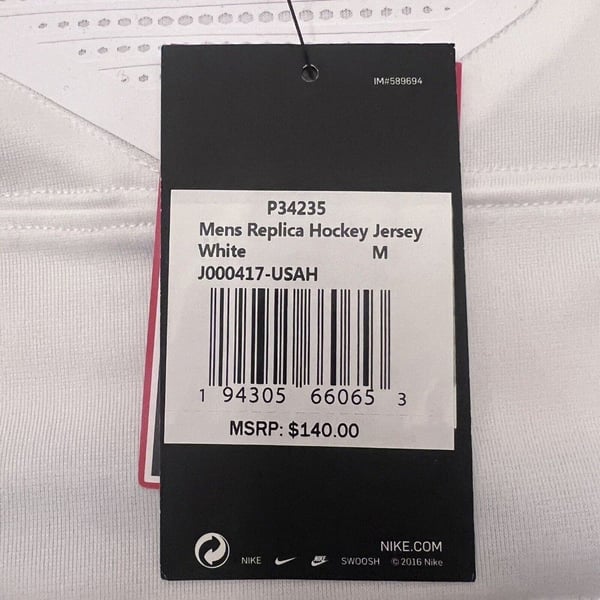 IM#589694
P34235
Mens Replica Hockey Jersey
White M
J000417-USAH
1 94305 66065 3
MSRP: $140.00
NIKE.COM
NIKE NIKE SWOOSH © 2016 Nike